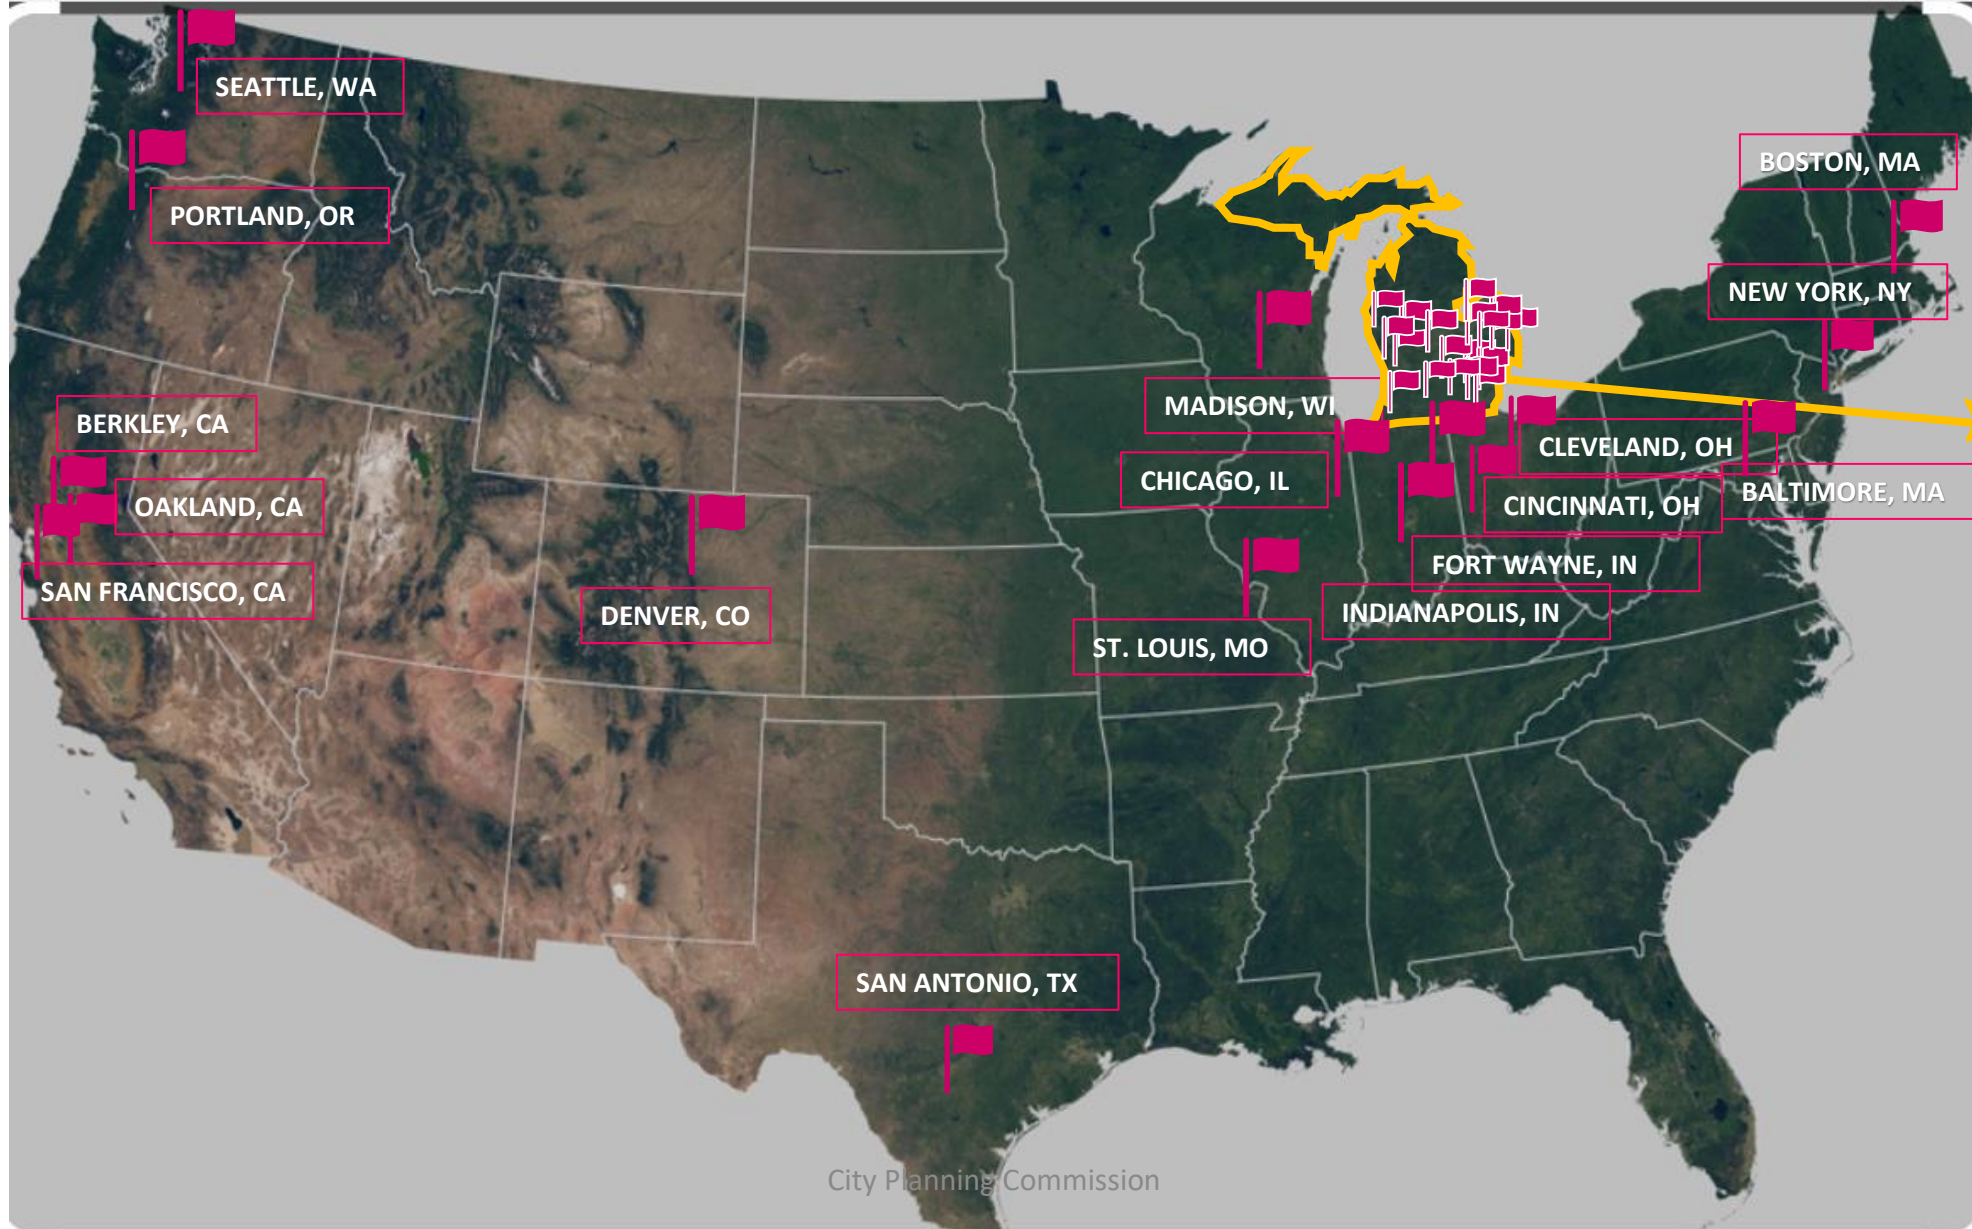 SEATTLE, WA
BOSTON, MA
PORTLAND, OR
NEW YORK, NY
MADISON, WI
BERKLEY, CA
CLEVELAND, OH
CHICAGO, IL
BALTIMORE, MA
OAKLAND, CA
CINCINNATI, OH
FORT WAYNE, IN
SAN FRANCISCO, CA
DENVER, CO
INDIANAPOLIS, IN
ST. LOUIS, MO
SAN ANTONIO, TX
City Planning Commission